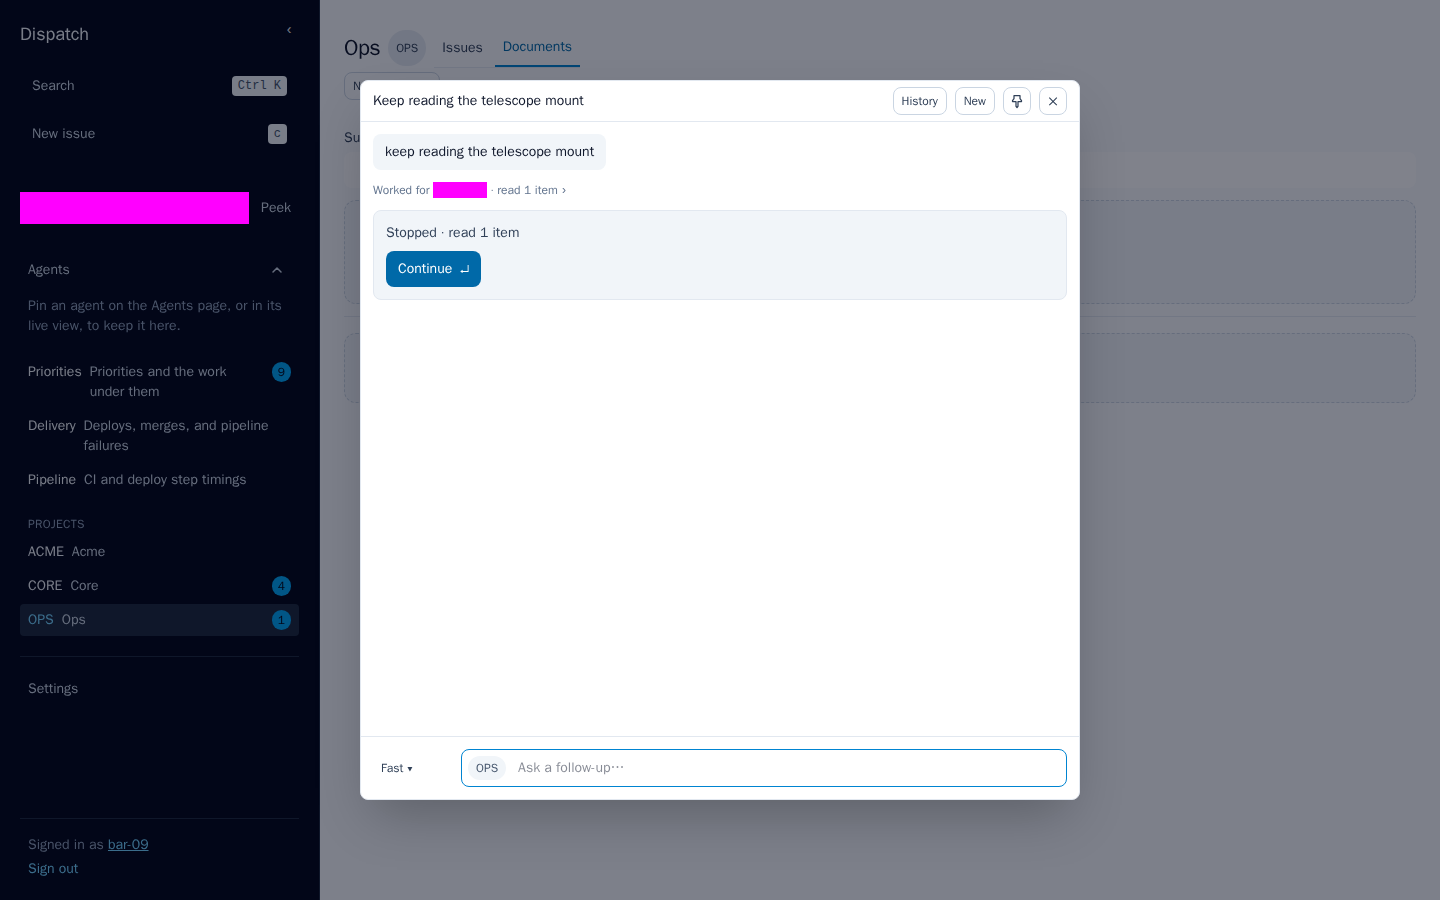 Dispatch ‹
Search Ctrl K
New issue C
Peek
Agents
Pin an agent on the Agents page, or in its
live view, to keep it here.
Priorities Priorities and the work 9
under them
Delivery Deploys, merges, and pipeline
failures
Pipeline CI and deploy step timings
PROJECTS
ACME Acme
CORE Core 4
OPS Ops 1
Settings
Signed in as bar-09
Sign out
Ops OPS Issues Documents
Keep reading the telescope mount History New
keep reading the telescope mount
Worked for · read 1 item ›
Stopped · read 1 item
Continue ↵
Fast ▾ OPS Ask a follow-up…